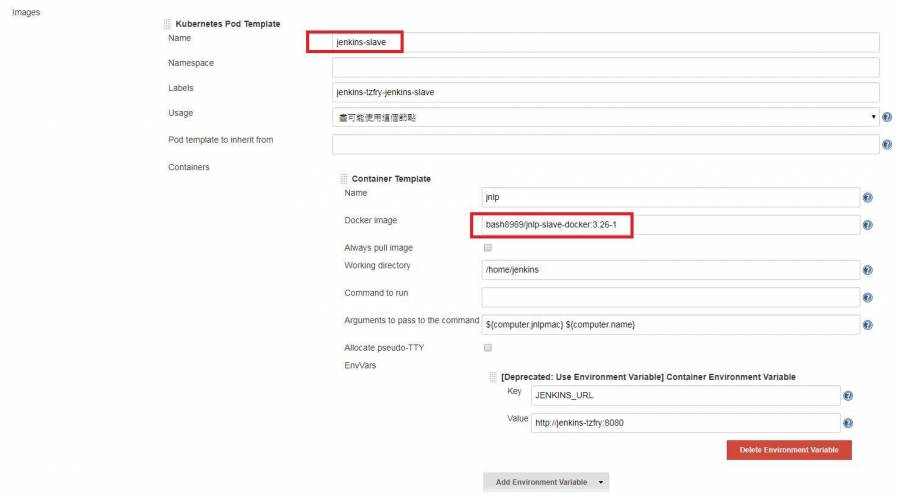 Images
Kubernetes Pod Template
Name
jenkins-slave
Namespace
Labels
jenkins-tzfry-jenkins-slave
Usage
盡可能使用這個節點
Pod template to inherit from
Containers
Container Template
Name
jnlp
Docker image
bash8989/jnlp-slave-docker:3.26-1
Always pull image
Working directory
/home/jenkins
Command to run
Arguments to pass to the command
${computer.jnlpmac} ${computer.name}
Allocate pseudo-TTY
EnvVars
[Deprecated: Use Environment Variable] Container Environment Variable
Key
JENKINS_URL
Value
http://jenkins-tzfry:8080
Delete Environment Variable
Add Environment Variable